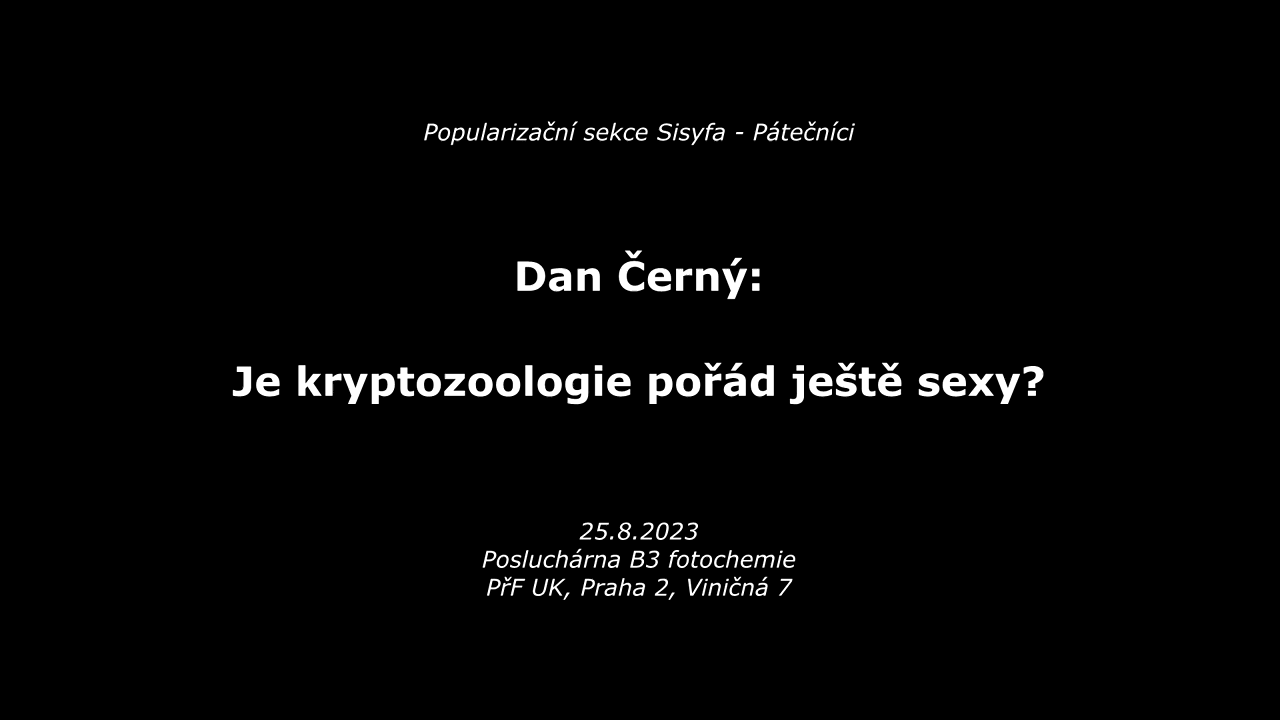 Popularizační sekce Sisyfa - Pátečníci
Dan Černý:
Je kryptozoologie pořád ještě sexy?
25.8.2023
Posluchárna B3 fotochemie
PřF UK, Praha 2, Viničná 7